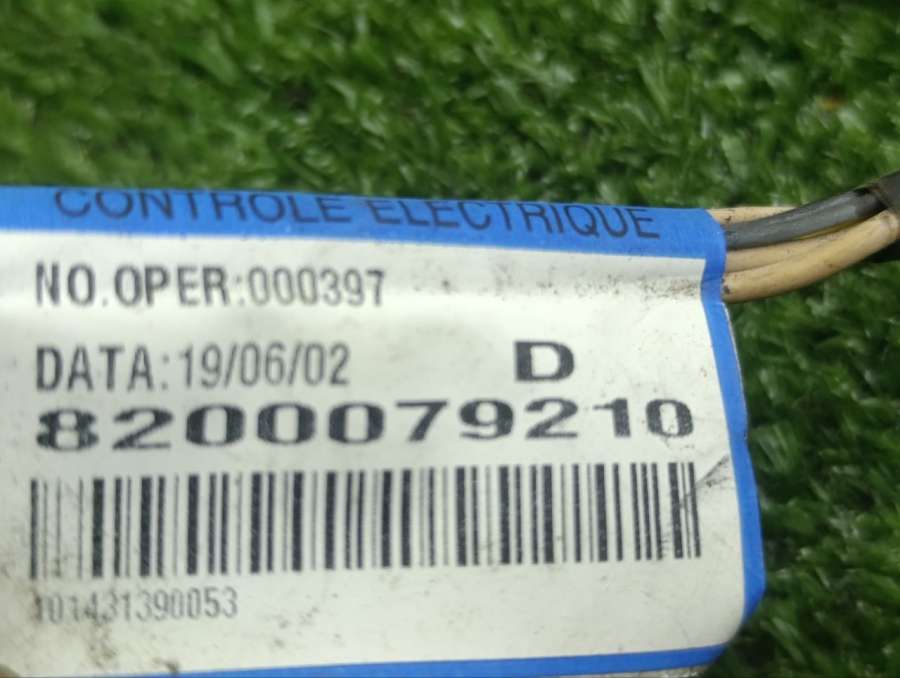 CONTROLE ELECTRIQUE
NO.OPER:000397
DATA:19/06/02 D
8200079210
101431390053